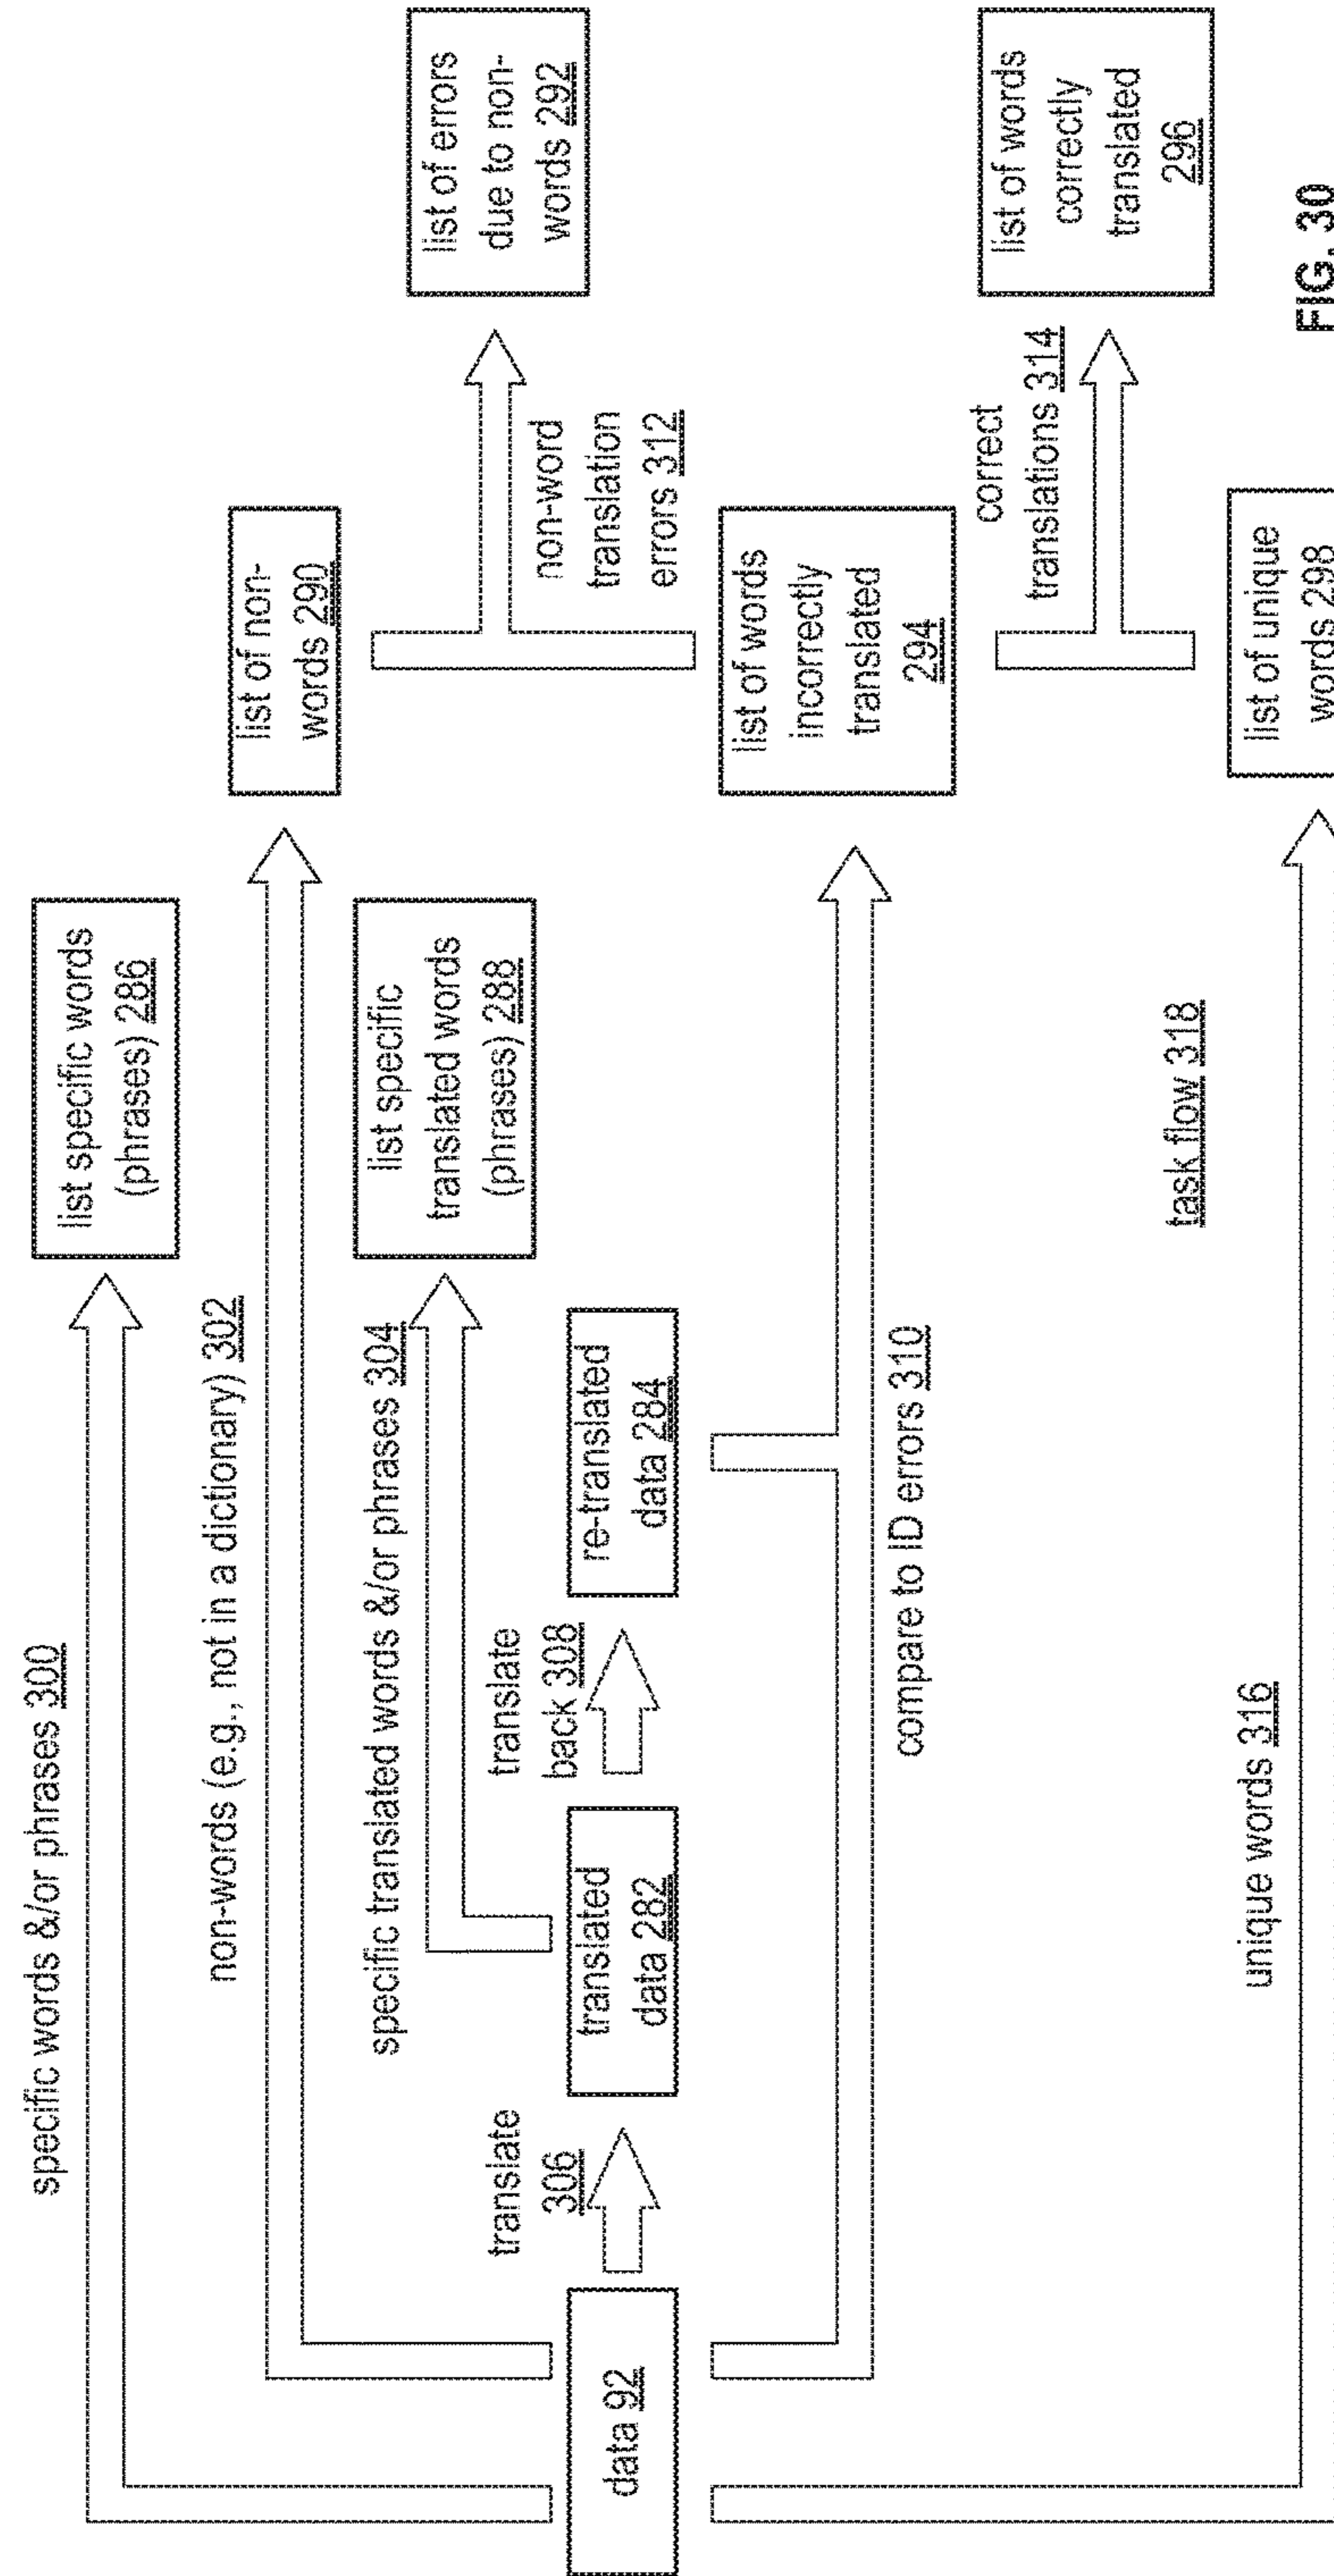 specific words &/or phrases 300
list specific words
(phrases) 286
non-words (e.g., not in a dictionary) 302
list of non-
words 290
specific translated words &/or phrases 304
list specific
translated words
(phrases) 288
list of errors
due to non-
words 292
non-word
translation
errors 312
data 92
translate
306
translated
data 282
translate
back 308
re-translated
data 284
compare to ID errors 310
list of words
incorrectly
translated
294
correct
translations 314
list of words
correctly
translated
296
task flow 318
unique words 316
list of unique
words 298
FIG. 30